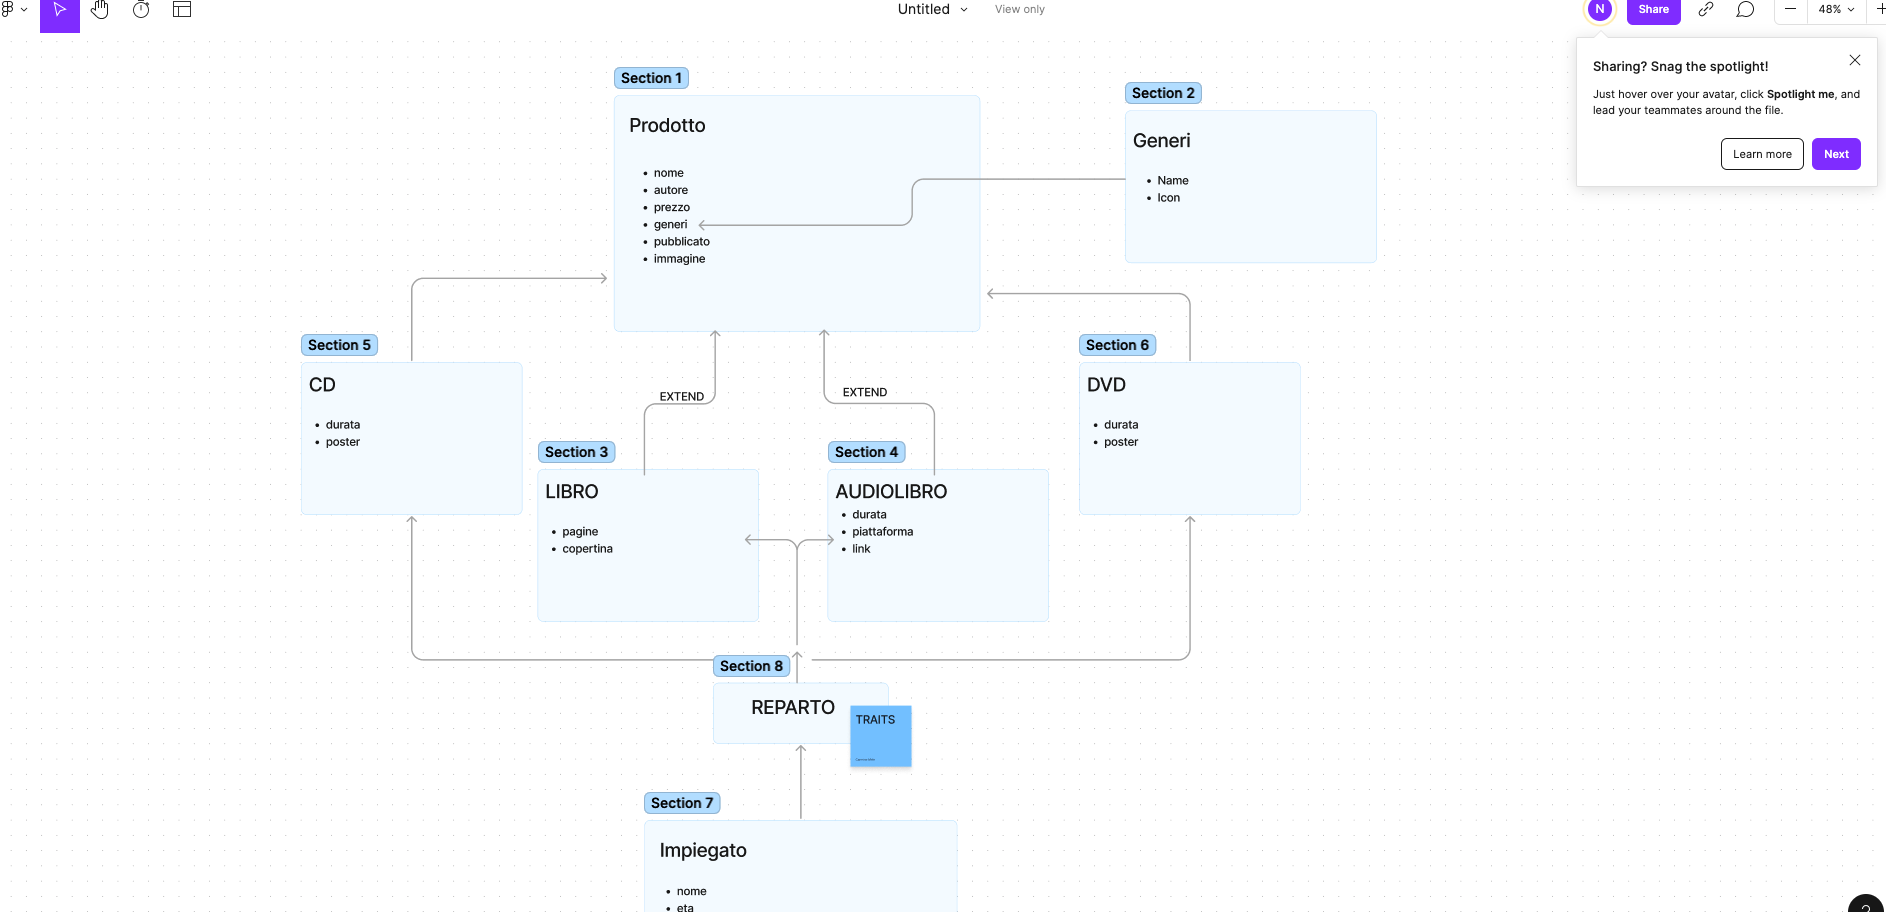 Untitled
View only
N
Share
48%
Sharing? Snag the spotlight!
Just hover over your avatar, click Spotlight me, and
lead your teammates around the file.
Learn more
Next
Section 1
Prodotto
nome
autore
prezzo
generi
pubblicato
immagine
Section 2
Generi
Name
Icon
Section 5
CD
durata
poster
EXTEND
EXTEND
Section 6
DVD
durata
poster
Section 3
LIBRO
pagine
copertina
Section 4
AUDIOLIBRO
durata
piattaforma
link
Section 8
REPARTO
TRAITS
Section 7
Impiegato
nome
eta
?